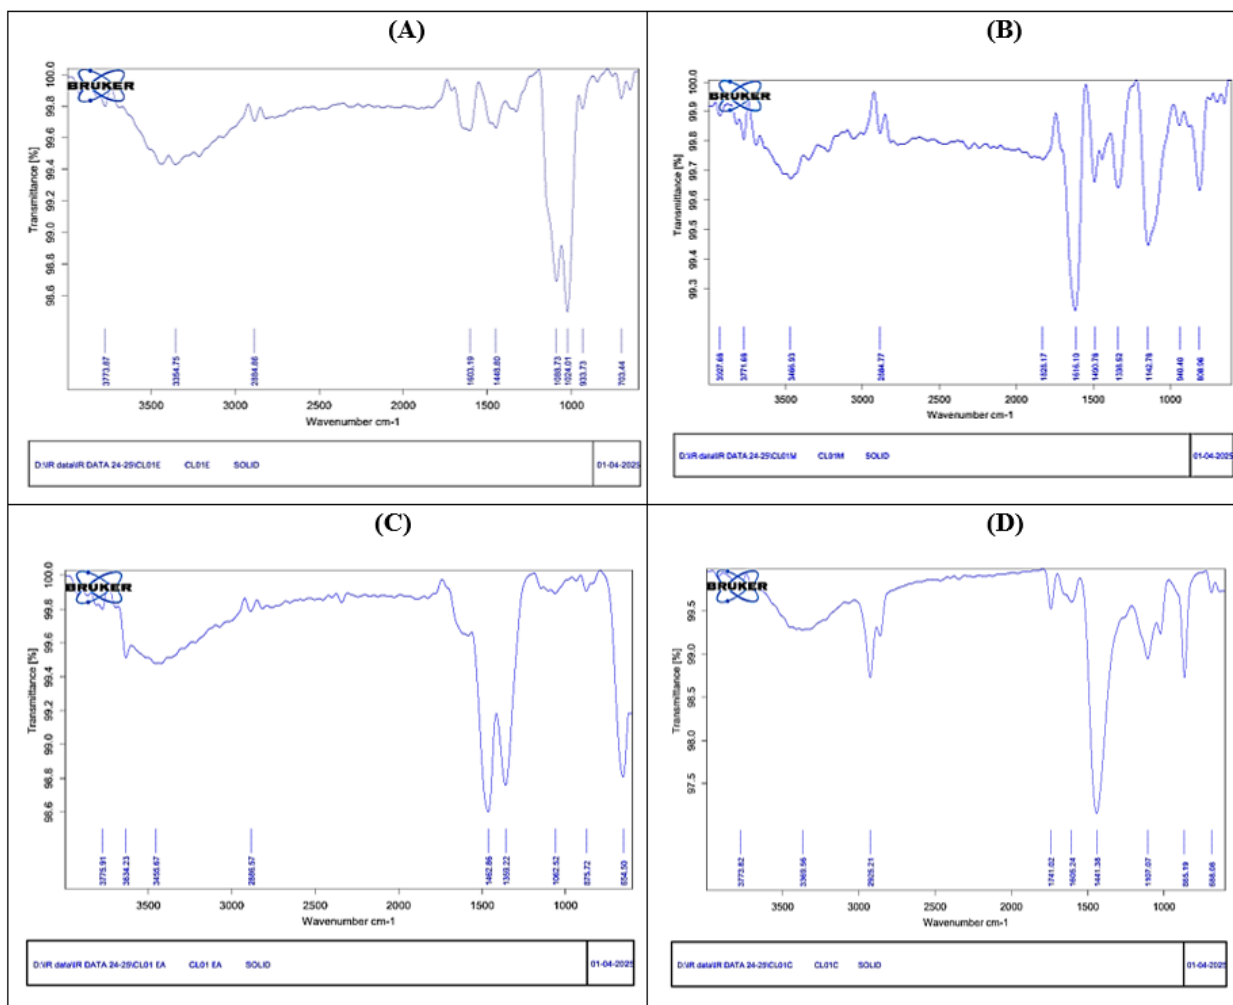 (A)
BRUKER
Transmittance [%]
100.0
99.8
99.6
99.4
99.2
99.0
98.8
98.6
3773.87
3354.75
2884.86
1603.19
1448.80
1088.73
1024.01
933.73
703.44
3500 3000 2500 2000 1500 1000
Wavenumber cm-1
D:\IR data\IR DATA 24-25\CL01E CL01E SOLID 01-04-2025
(B)
BRUKER
Transmittance [%]
100.0
99.9
99.8
99.7
99.6
99.5
99.4
99.3
3927.68
3771.68
3466.93
2884.77
1828.17
1616.10
1490.78
1338.92
1142.78
940.40
808.06
3500 3000 2500 2000 1500 1000
Wavenumber cm-1
D:\IR data\IR DATA 24-25\CL01M CL01M SOLID 01-04-2025
(C)
BRUKER
Transmittance [%]
100.0
99.8
99.6
99.4
99.2
99.0
98.8
98.6
3775.91
3634.23
3455.67
2886.57
1462.86
1359.22
1062.52
875.72
654.50
3500 3000 2500 2000 1500 1000
Wavenumber cm-1
D:\IR data\IR DATA 24-25\CL01 EA CL01 EA SOLID 01-04-2025
(D)
BRUKER
Transmittance [%]
99.5
99.0
98.5
98.0
97.5
3773.82
3369.56
2925.21
1741.02
1605.24
1441.38
1107.07
865.19
688.08
3500 3000 2500 2000 1500 1000
Wavenumber cm-1
D:\IR data\IR DATA 24-25\CL01C CL01C SOLID 01-04-2025